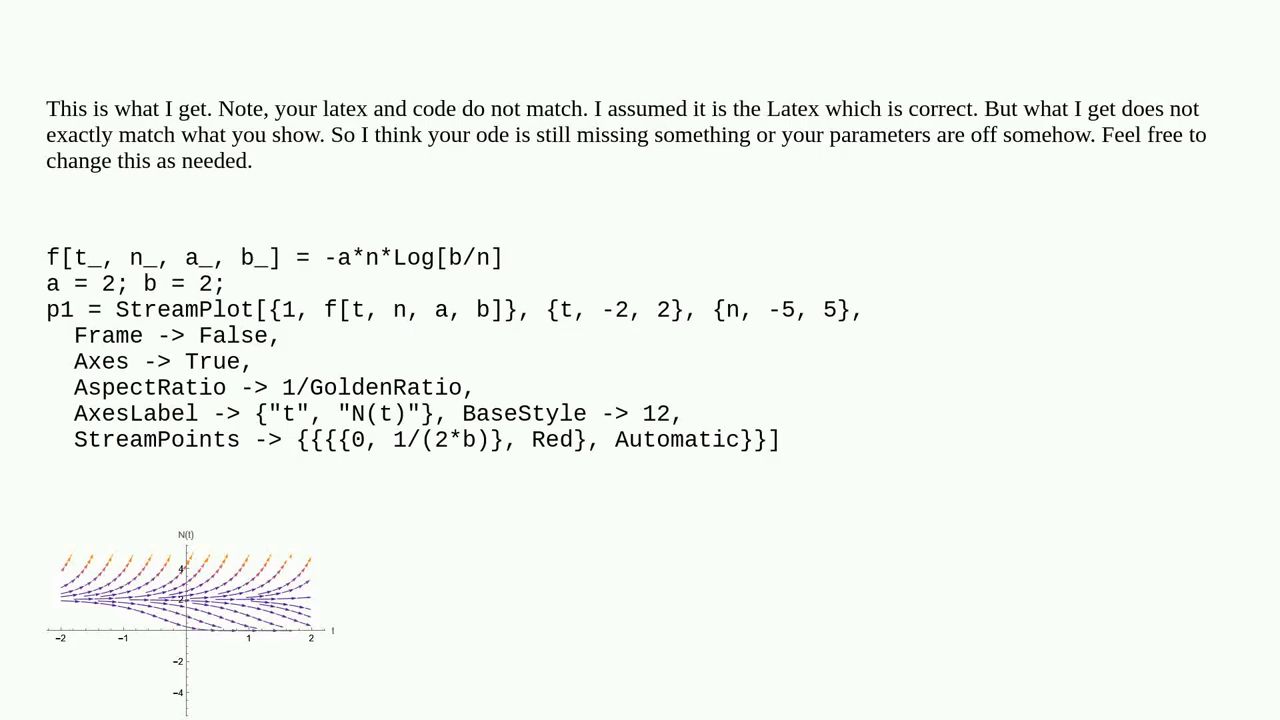 This is what I get. Note, your latex and code do not match. I assumed it is the Latex which is correct. But what I get does not
exactly match what you show. So I think your ode is still missing something or your parameters are off somehow. Feel free to
change this as needed.
f[t_, n_, a_, b_] = -a*n*Log[b/n]
a = 2; b = 2;
p1 = StreamPlot[{1, f[t, n, a, b]}, {t, -2, 2}, {n, -5, 5},
  Frame -> False,
  Axes -> True,
  AspectRatio -> 1/GoldenRatio,
  AxesLabel -> {"t", "N(t)"}, BaseStyle -> 12,
  StreamPoints -> {{{{0, 1/(2*b)}, Red}, Automatic}}]
N(t)
4
2
−2 −1 1 2 t
−2
−4